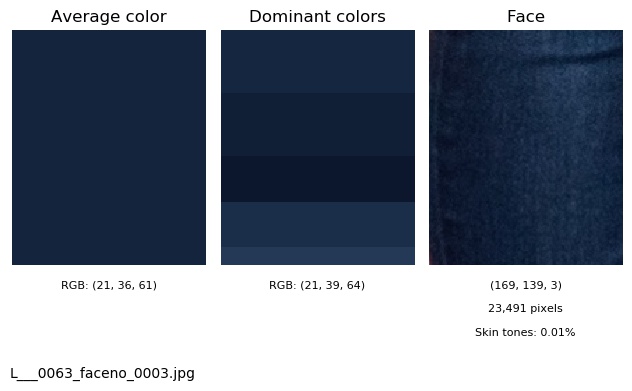 Average color
Dominant colors
Face
RGB: (21, 36, 61)
RGB: (21, 39, 64)
(169, 139, 3)
23,491 pixels
Skin tones: 0.01%
L___0063_faceno_0003.jpg